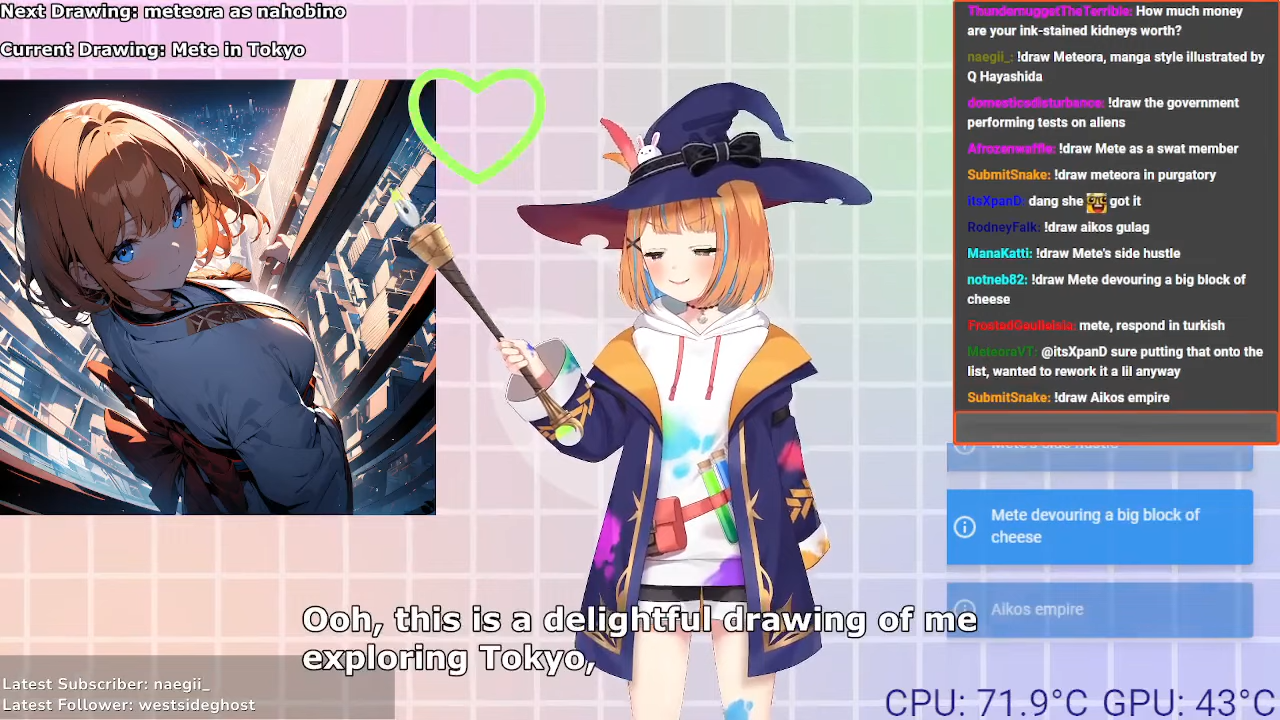 Next Drawing: meteora as nahobino
Current Drawing: Mete in Tokyo
ThundernuggetTheTerrible: How much money
are your ink-stained kidneys worth?
naegii_: !draw Meteora, manga style illustrated by
Q Hayashida
domesticsdisturbance: !draw the government
performing tests on aliens
Afrozenwaffle: !draw Mete as a swat member
SubmitSnake: !draw meteora in purgatory
itsXpanD: dang she got it
RodneyFalk: !draw aikos gulag
ManaKatti: !draw Mete's side hustle
notneb82: !draw Mete devouring a big block of
cheese
mete, respond in turkish
MeteoraVT: @itsXpanD sure putting that onto the
list, wanted to rework it a lil anyway
SubmitSnake: !draw Aikos empire
Mete's side hustle
Mete devouring a big block of
cheese
Aikos empire
Ooh, this is a delightful drawing of me
exploring Tokyo,
Latest Subscriber: naegii_
Latest Follower: westsideghost
CPU: 71.9°C GPU: 43°C